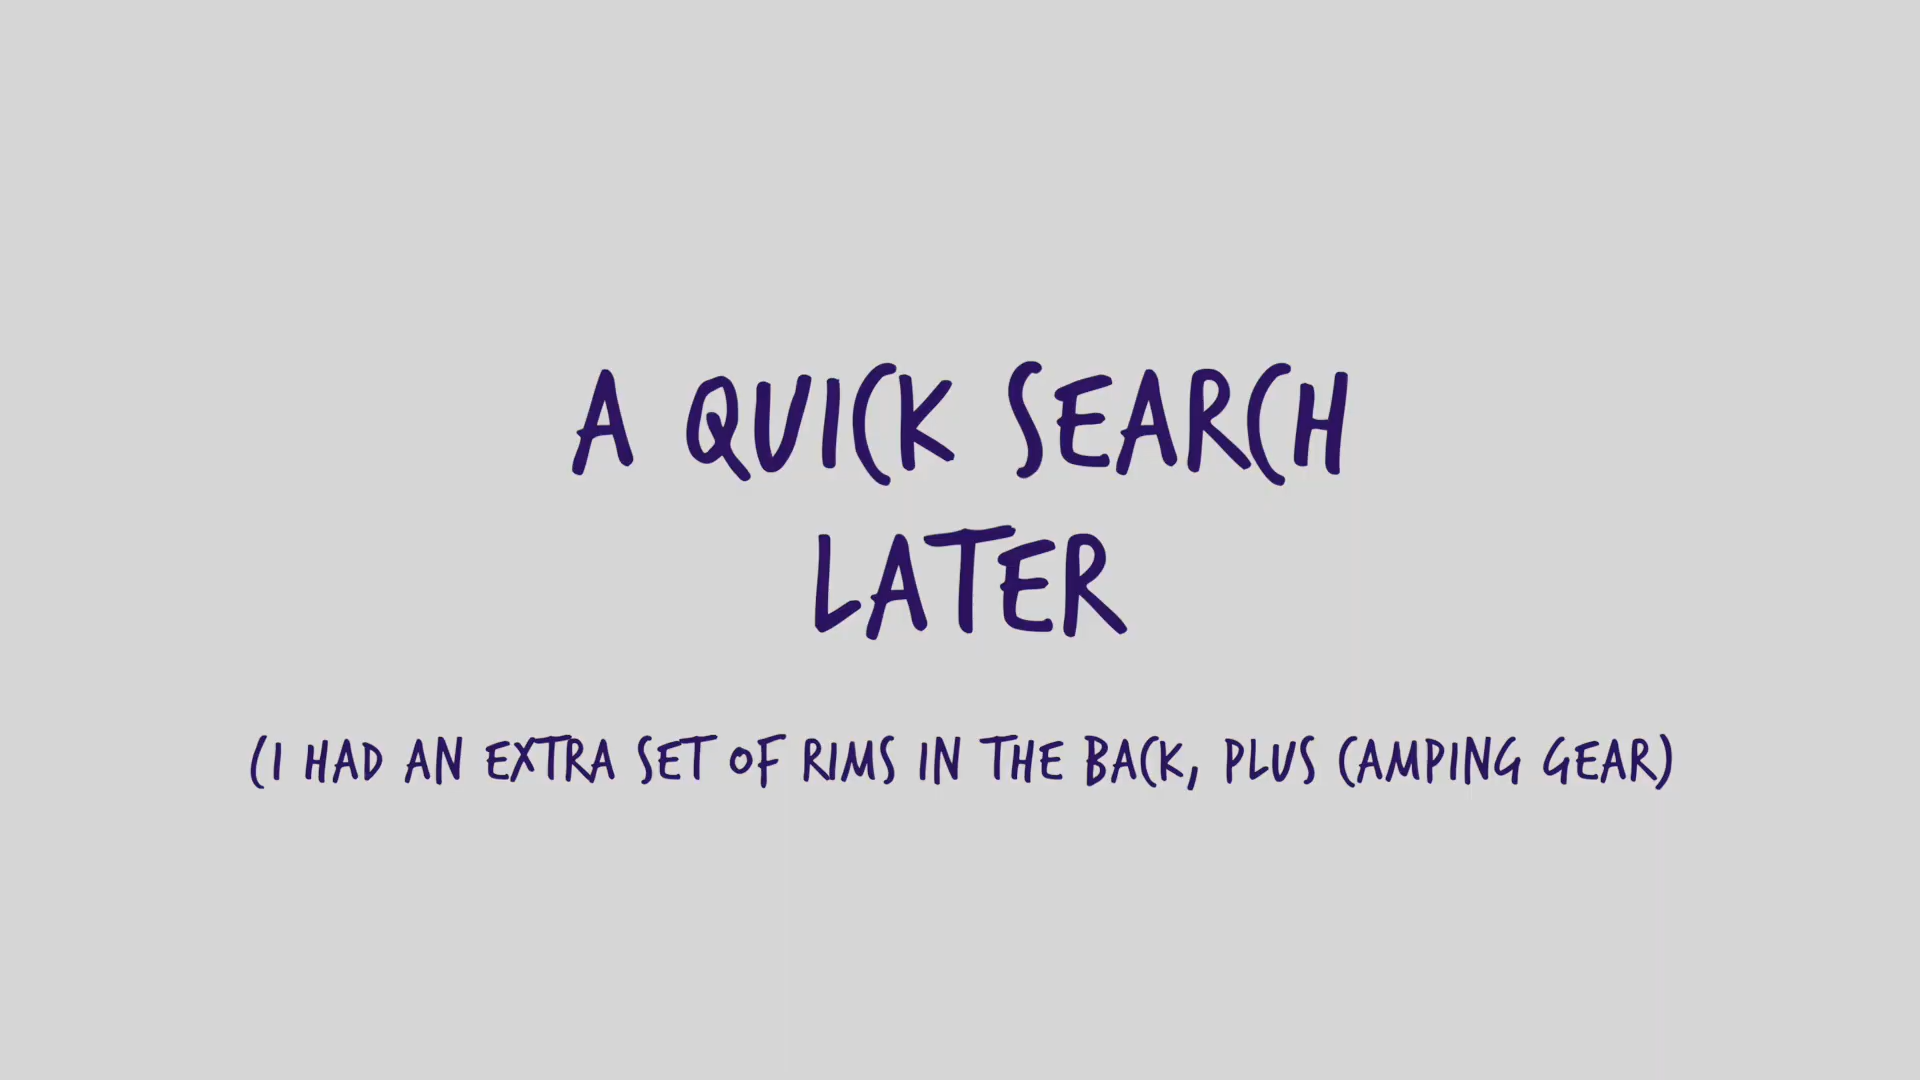 A QUICK SEARCH
LATER
(I HAD AN EXTRA SET OF RIMS IN THE BACK, PLUS CAMPING GEAR)